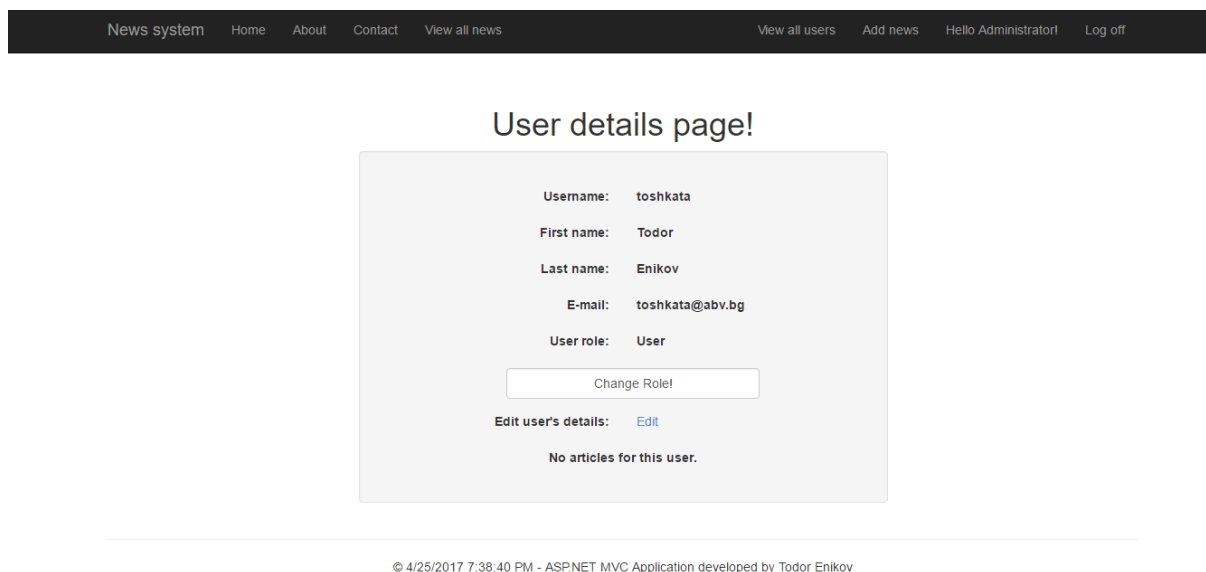 News system Home About Contact View all news View all users Add news Hello Administrator! Log off
User details page!
Username: toshkata
First name: Todor
Last name: Enikov
E-mail: toshkata@abv.bg
User role: User
Change Role!
Edit user's details: Edit
No articles for this user.
© 4/25/2017 7:38:40 PM - ASP.NET MVC Application developed by Todor Enikov